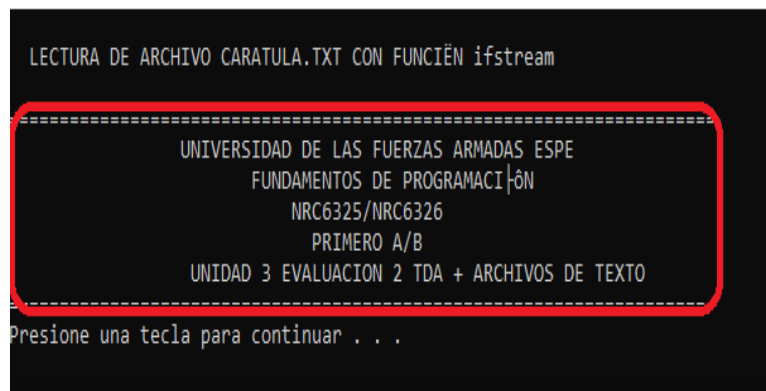 LECTURA DE ARCHIVO CARATULA.TXT CON FUNCIËN ifstream
======================================================================
UNIVERSIDAD DE LAS FUERZAS ARMADAS ESPE
FUNDAMENTOS DE PROGRAMACI├ôN
NRC6325/NRC6326
PRIMERO A/B
UNIDAD 3 EVALUACION 2 TDA + ARCHIVOS DE TEXTO
----------------------------------------------------------------------
Presione una tecla para continuar . . .